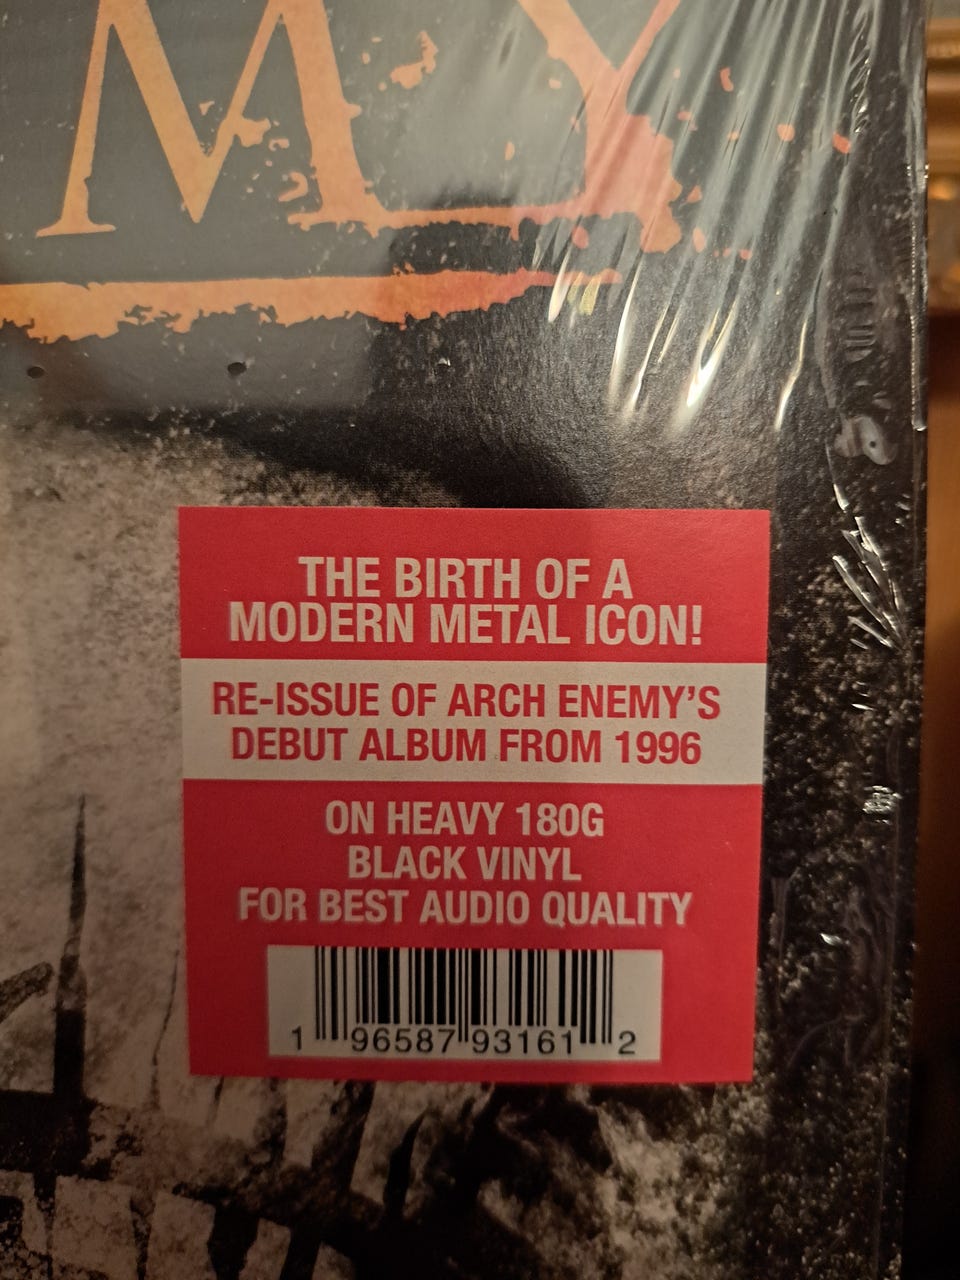 MY
THE BIRTH OF A
MODERN METAL ICON!
RE-ISSUE OF ARCH ENEMY'S
DEBUT ALBUM FROM 1996
ON HEAVY 180G
BLACK VINYL
FOR BEST AUDIO QUALITY
1 96587 93161 2